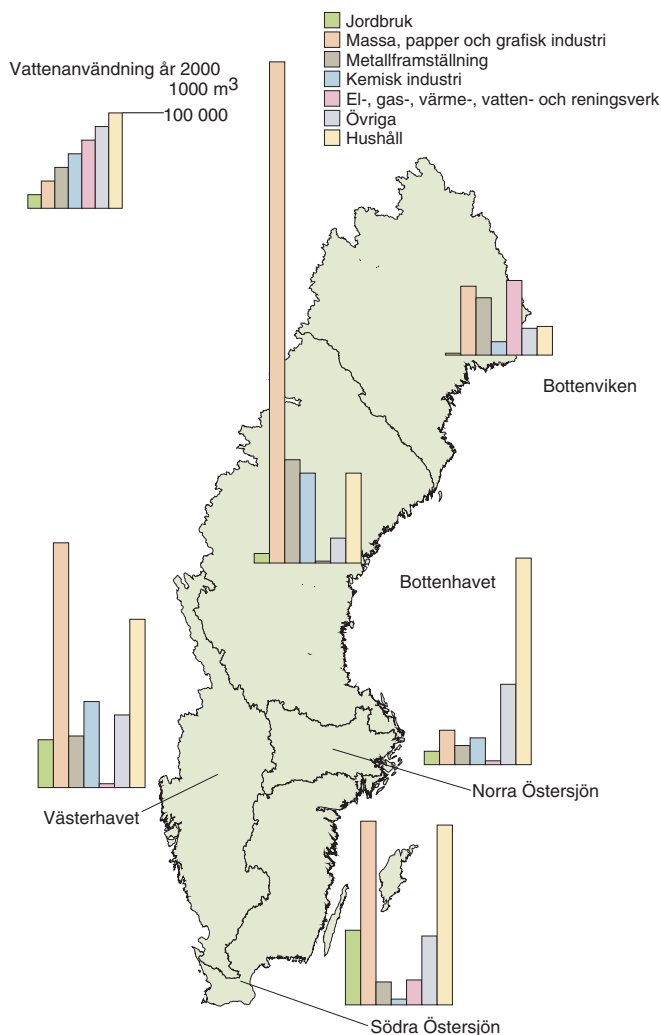 Vattenanvändning år 2000
1000 m³
100 000
Jordbruk
Massa, papper och grafisk industri
Metallframställning
Kemisk industri
El-, gas-, värme-, vatten- och reningsverk
Övriga
Hushåll
Bottenviken
Bottenhavet
Norra Östersjön
Västerhavet
Södra Östersjön